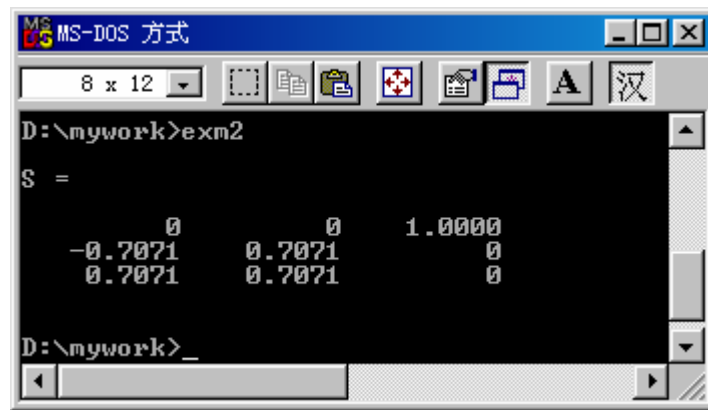 MS-DOS 方式
8 x 12 A 汉
D:\mywork>exm2
S =
0 0 1.0000
-0.7071 0.7071 0
0.7071 0.7071 0
D:\mywork>_